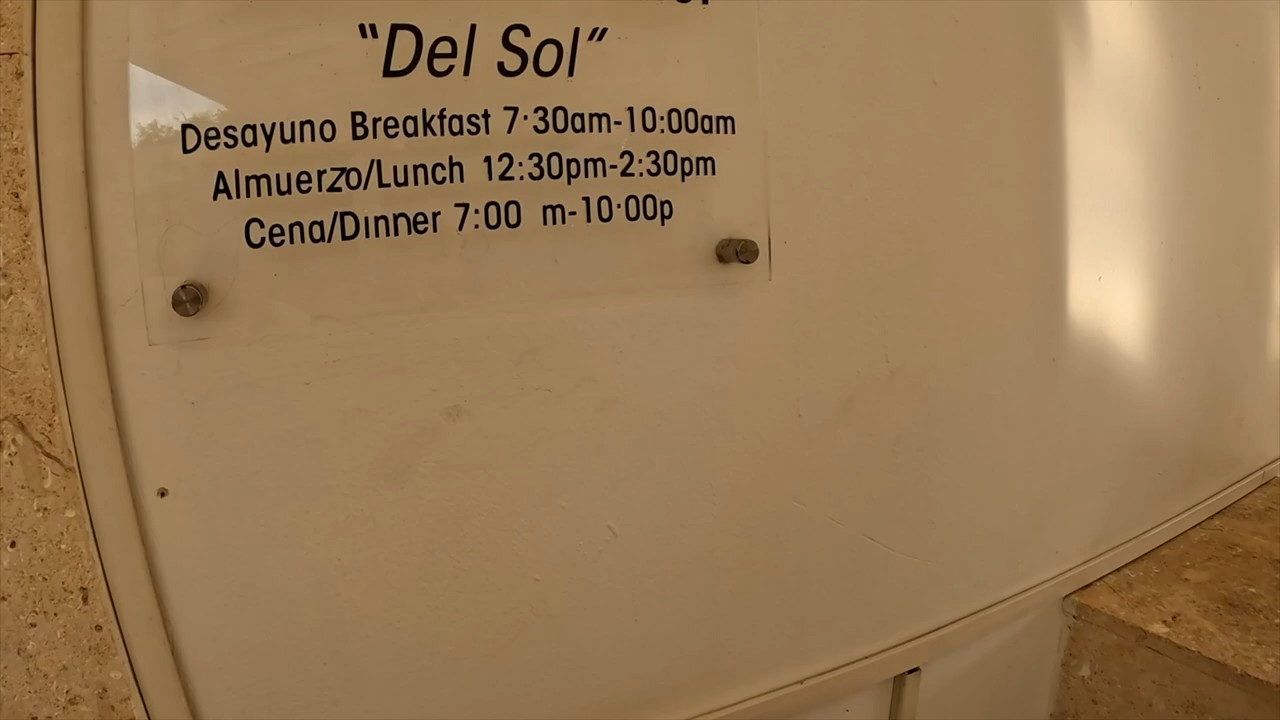 "Del Sol"
Desayuno Breakfast 7:30am-10:00am
Almuerzo/Lunch 12:30pm-2:30pm
Cena/Dinner 7:00 m-10:00p